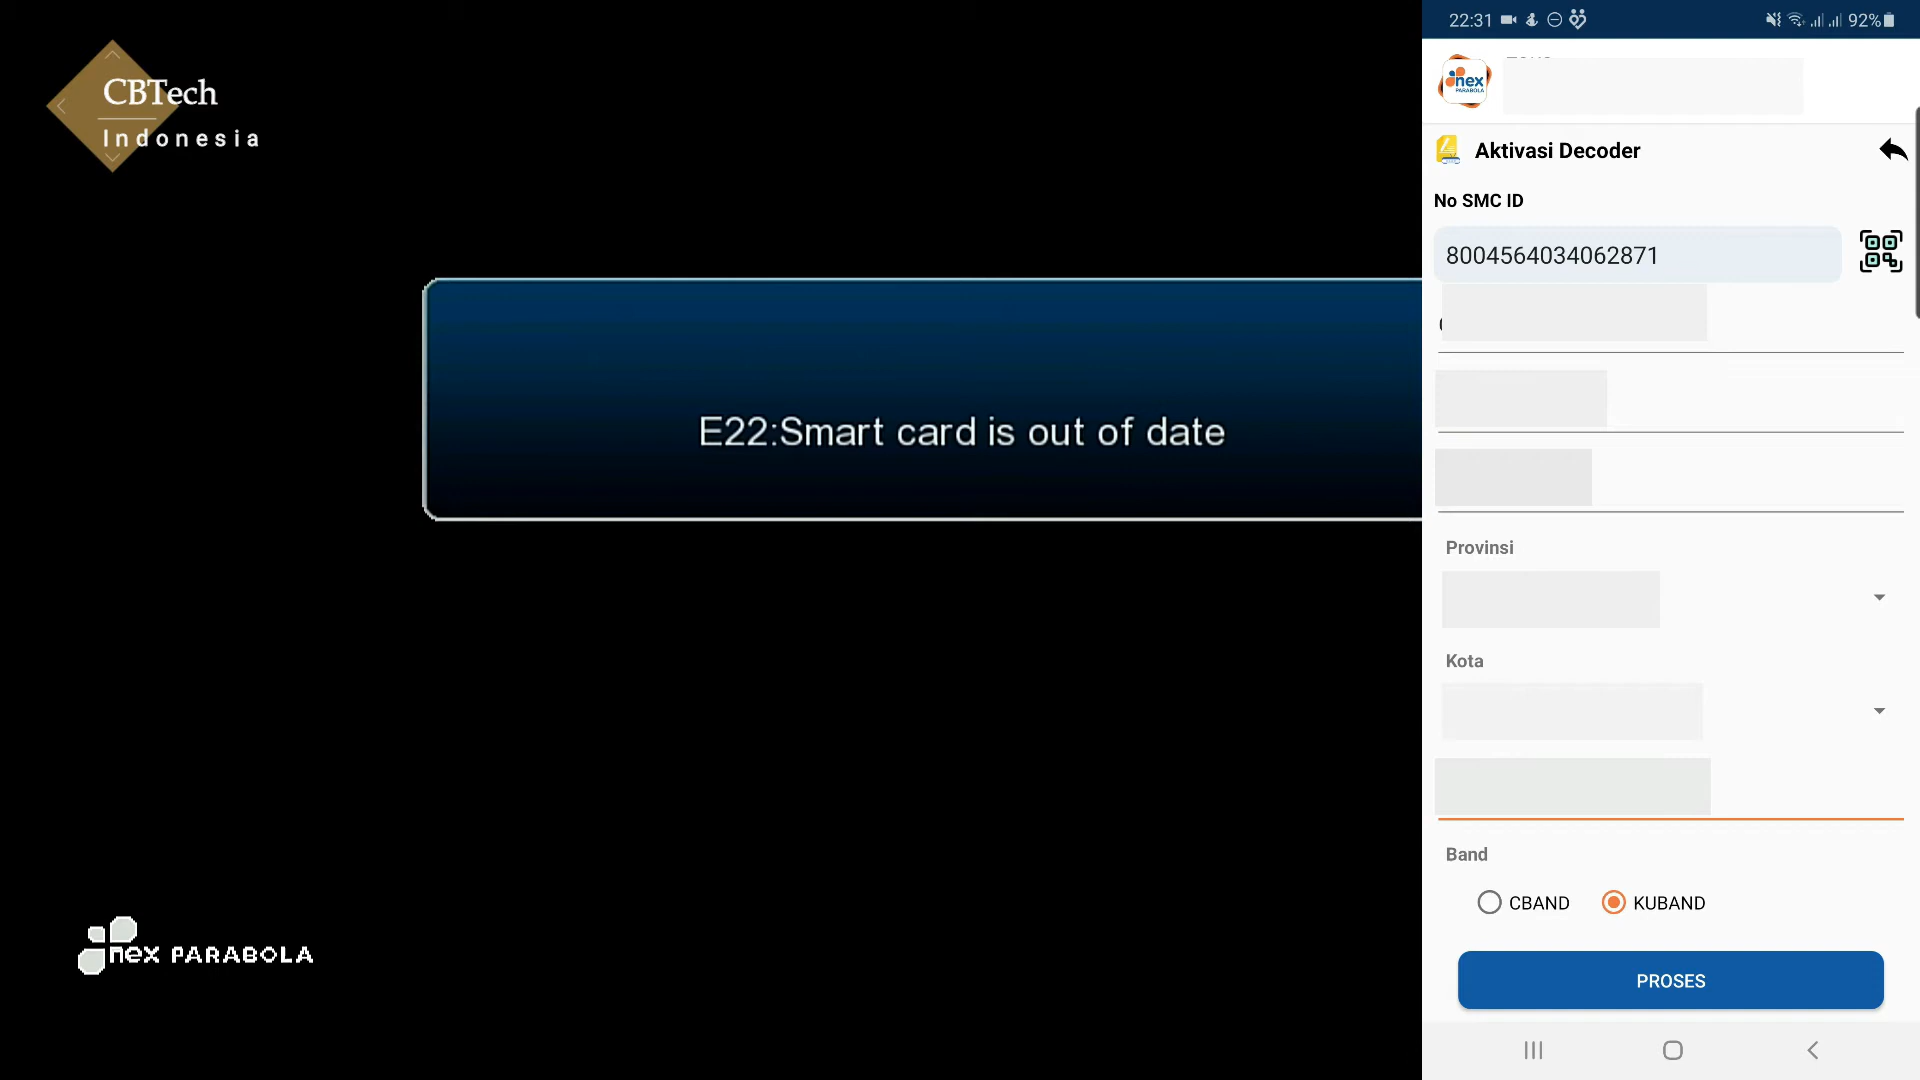 CBTech
Indonesia
E22:Smart card is out of date
nex PARABOLA
22:31
92%
nex
PARABOLA
Aktivasi Decoder
No SMC ID
8004564034062871
Provinsi
Kota
Band
CBAND
KUBAND
PROSES